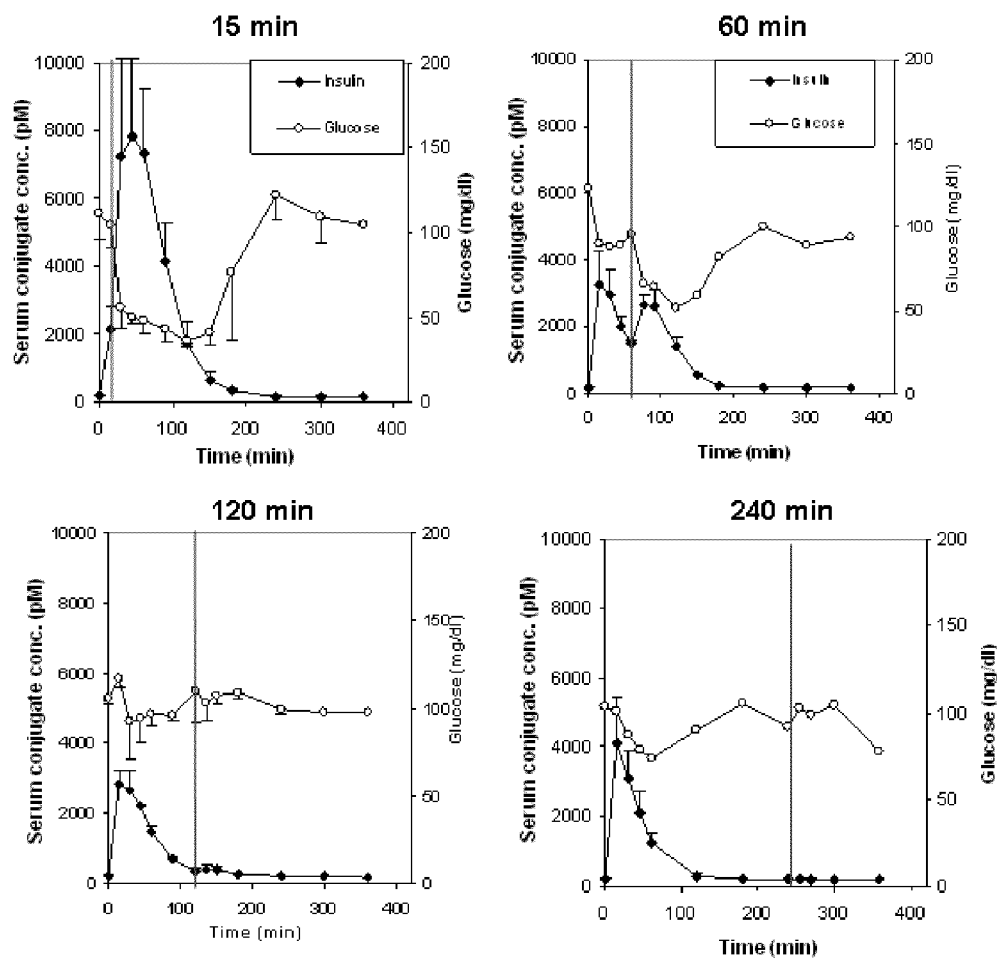 15 min
60 min
10000
8000
6000
4000
2000
0
200
150
100
50
0
0 100 200 300 400
Serum conjugate conc. (pM)
Glucose (mg/dl)
Time (min)
Insulin
Glucose
10000
8000
6000
4000
2000
0
200
150
100
50
0
0 100 200 300 400
Serum conjugate conc. (pM)
Glucose (mg/dl)
Time (min)
Insulin
Glucose
120 min
240 min
10000
8000
6000
4000
2000
0
200
150
100
50
0
0 100 200 300 400
Serum conjugate conc. (pM)
Glucose (mg/dl)
Time (min)
10000
8000
6000
4000
2000
0
200
150
100
50
0
0 100 200 300 400
Serum conjugate conc. (pM)
Glucose (mg/dl)
Time (min)